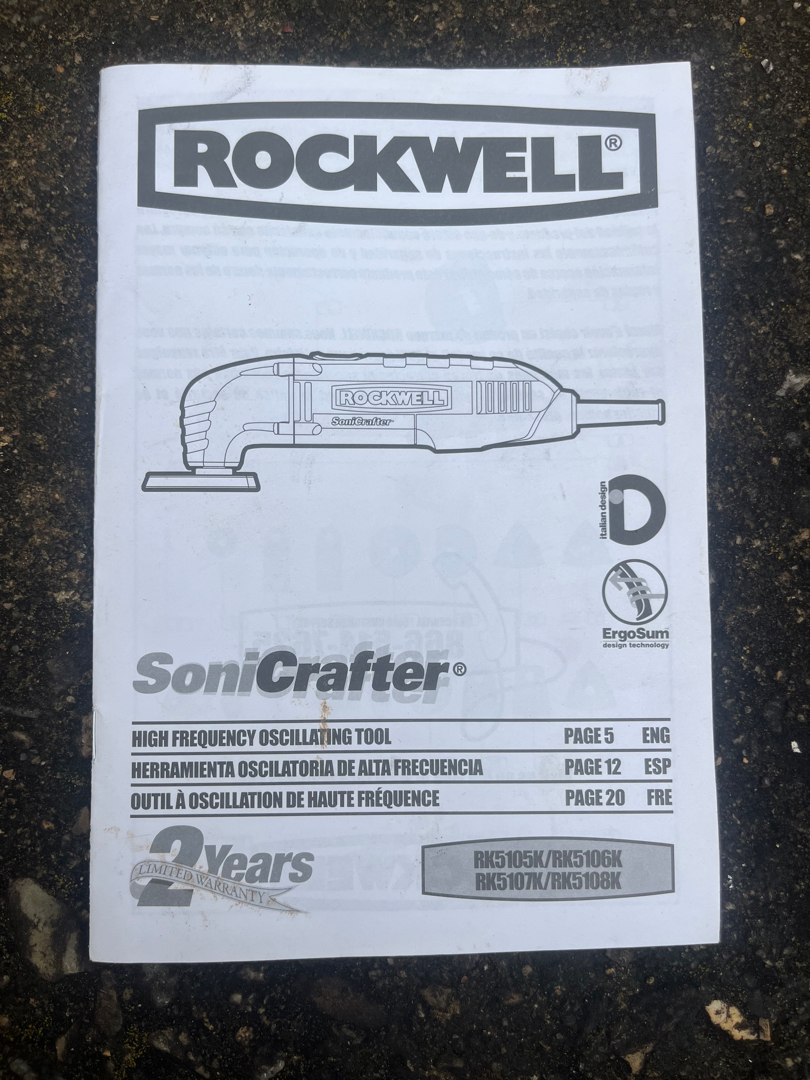 ROCKWELL®
ROCKWELL
SoniCrafter
italian design
ErgoSum™
design technology
SoniCrafter®
HIGH FREQUENCY OSCILLATING TOOL PAGE 5 ENG
HERRAMIENTA OSCILATORIA DE ALTA FRECUENCIA PAGE 12 ESP
OUTIL À OSCILLATION DE HAUTE FRÉQUENCE PAGE 20 FRE
2 Years
LIMITED WARRANTY
RK5105K/RK5106K
RK5107K/RK5108K